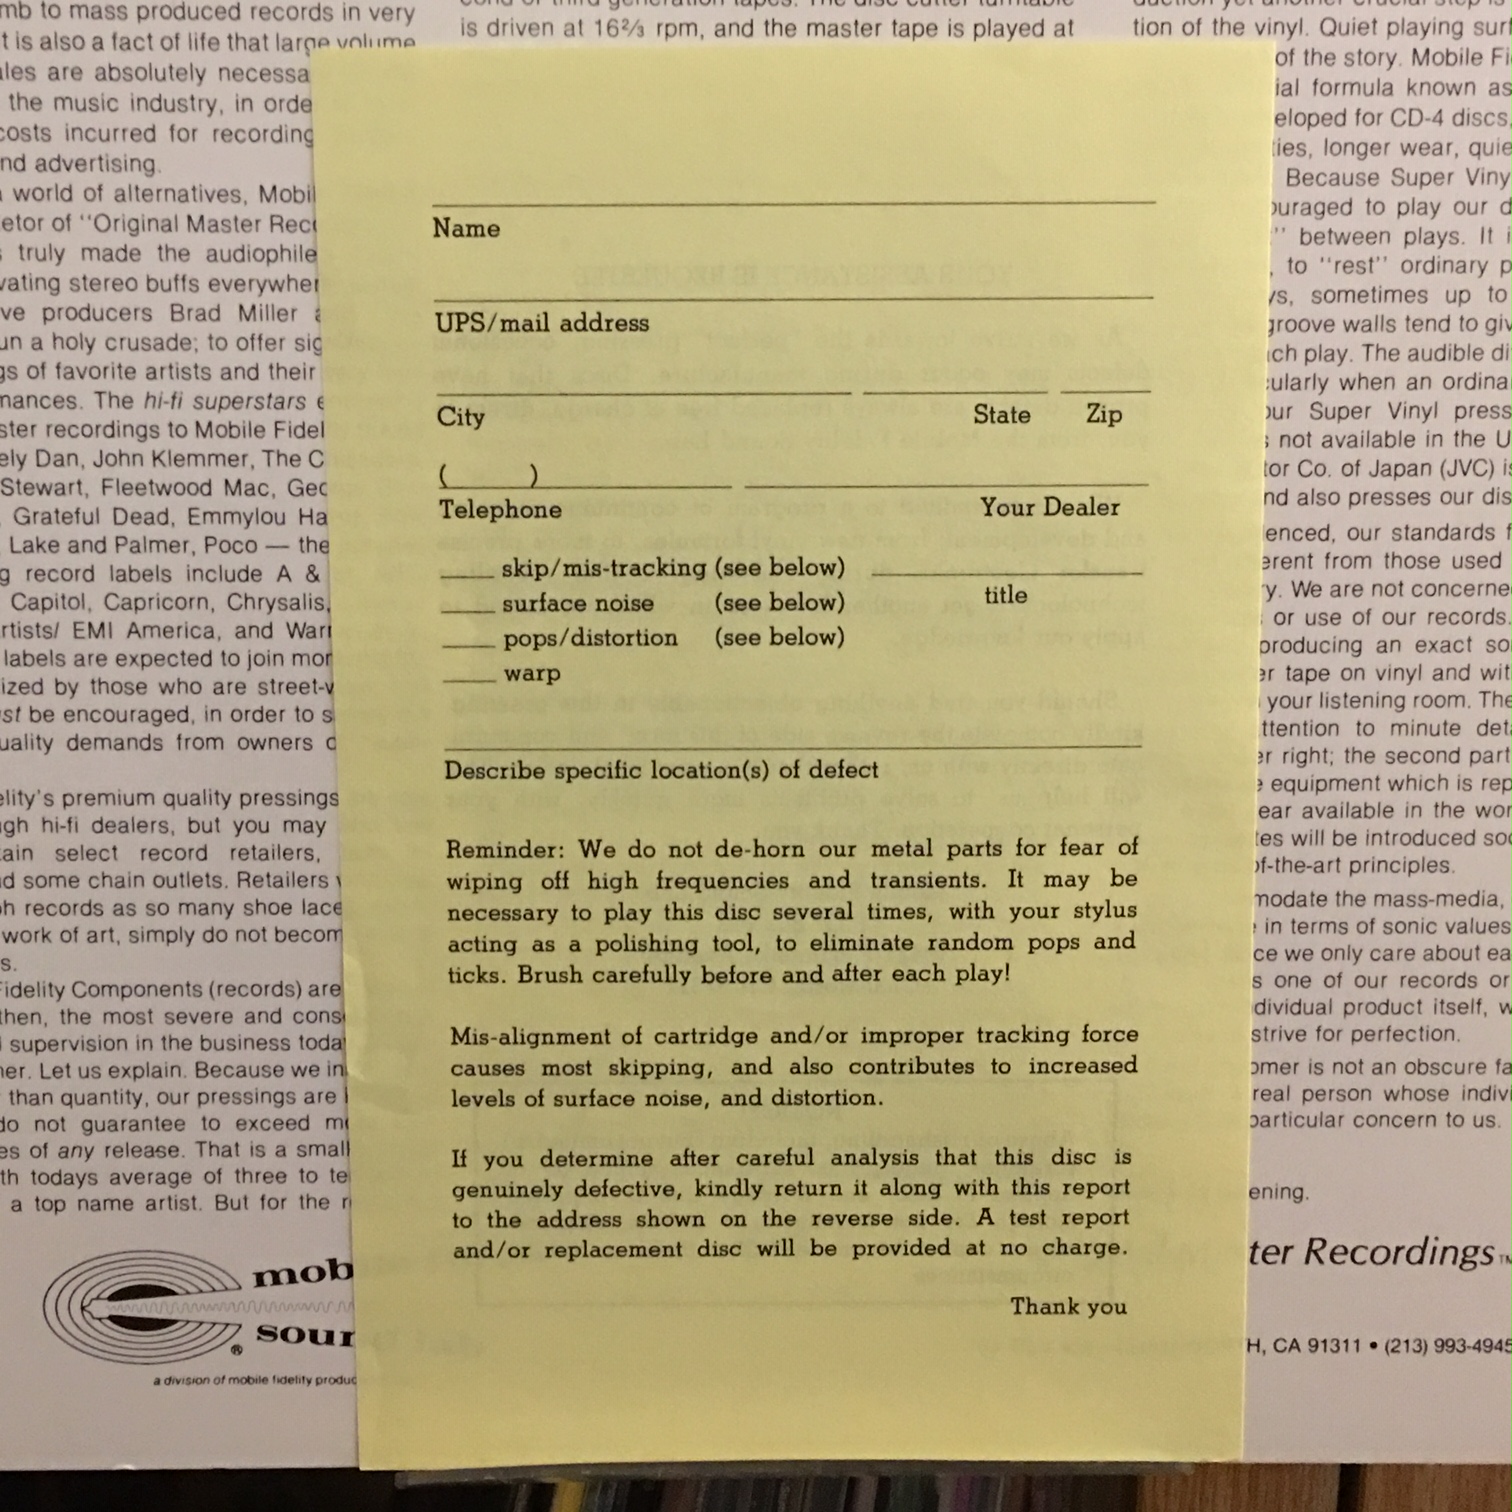 mb to mass produced records in very
t is also a fact of life that large volume
les are absolutely necessa
the music industry, in orde
costs incurred for recording
nd advertising.
world of alternatives, Mobil
etor of "Original Master Rec
truly made the audiophile
vating stereo buffs everywher
ve producers Brad Miller
un a holy crusade; to offer sig
gs of favorite artists and their
mances. The hi-fi superstars
ster recordings to Mobile Fidel
ely Dan, John Klemmer, The C
Stewart, Fleetwood Mac, Geo
, Grateful Dead, Emmylou Ha
Lake and Palmer, Poco — the
g record labels include A &
Capitol, Capricorn, Chrysalis,
rtists/ EMI America, and Warr
labels are expected to join mor
ized by those who are street-w
st be encouraged, in order to s
uality demands from owners o
elity's premium quality pressings
gh hi-fi dealers, but you may
tain select record retailers,
d some chain outlets. Retailers
oh records as so many shoe lace
work of art, simply do not becom
s.
Fidelity Components (records) are
then, the most severe and cons
supervision in the business toda
ner. Let us explain. Because we in
than quantity, our pressings are
do not guarantee to exceed m
es of any release. That is a small
th todays average of three to te
a top name artist. But for the r
mob
sour
®
a division of mobile fidelity produc
is driven at 16⅔ rpm, and the master tape is played at
Name
UPS/mail address
City State Zip
( )
Telephone Your Dealer
____ skip/mis-tracking (see below)
____ surface noise (see below) title
____ pops/distortion (see below)
____ warp
Describe specific location(s) of defect
Reminder: We do not de-horn our metal parts for fear of
wiping off high frequencies and transients. It may be
necessary to play this disc several times, with your stylus
acting as a polishing tool, to eliminate random pops and
ticks. Brush carefully before and after each play!
Mis-alignment of cartridge and/or improper tracking force
causes most skipping, and also contributes to increased
levels of surface noise, and distortion.
If you determine after careful analysis that this disc is
genuinely defective, kindly return it along with this report
to the address shown on the reverse side. A test report
and/or replacement disc will be provided at no charge.
Thank you
tion of the vinyl. Quiet playing surf
of the story. Mobile Fi
ial formula known as
eloped for CD-4 discs,
ties, longer wear, quie
Because Super Viny
ouraged to play our d
" between plays. It i
, to "rest" ordinary p
ys, sometimes up to
groove walls tend to giv
ch play. The audible di
cularly when an ordina
our Super Vinyl press
s not available in the U
tor Co. of Japan (JVC) i
nd also presses our dis
enced, our standards f
erent from those used
y. We are not concerne
or use of our records.
producing an exact so
er tape on vinyl and wit
your listening room. The
ttention to minute deta
er right; the second part
equipment which is rep
ear available in the wor
tes will be introduced soo
of-the-art principles.
modate the mass-media,
in terms of sonic values
ce we only care about ea
s one of our records or
dividual product itself, w
strive for perfection.
omer is not an obscure fa
real person whose indivi
particular concern to us.
ening.
ter Recordings™
H, CA 91311 • (213) 993-4945